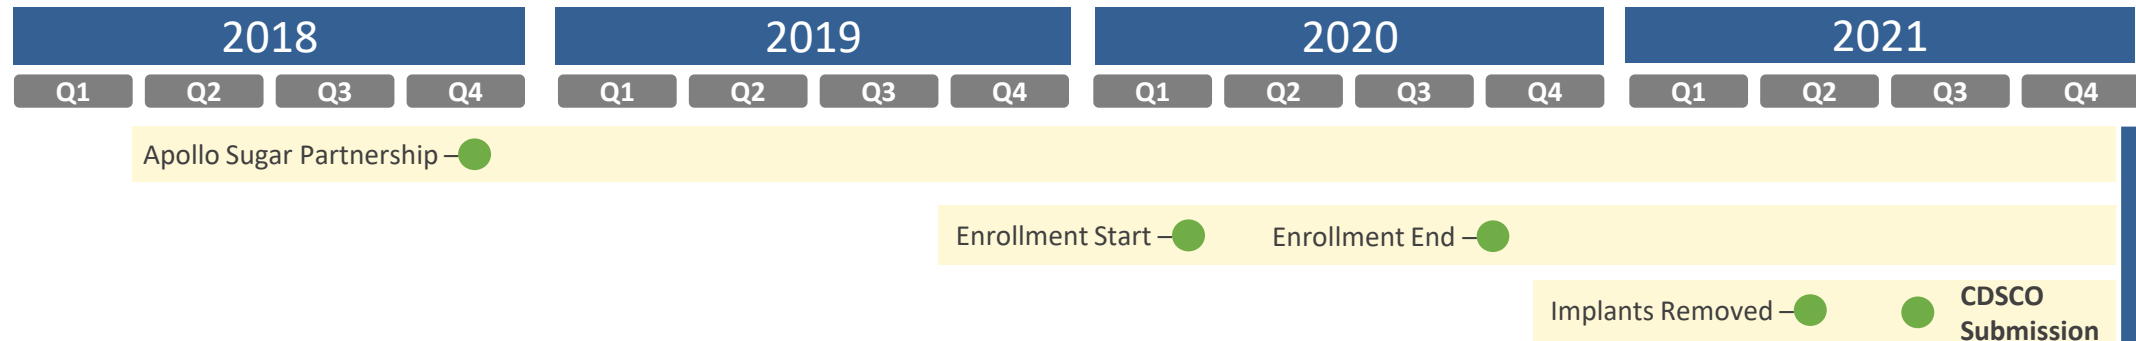 2018 2019 2020 2021
Q1 Q2 Q3 Q4 Q1 Q2 Q3 Q4 Q1 Q2 Q3 Q4 Q1 Q2 Q3 Q4
Apollo Sugar Partnership –
Enrollment Start – Enrollment End –
Implants Removed – CDSCO
Submission